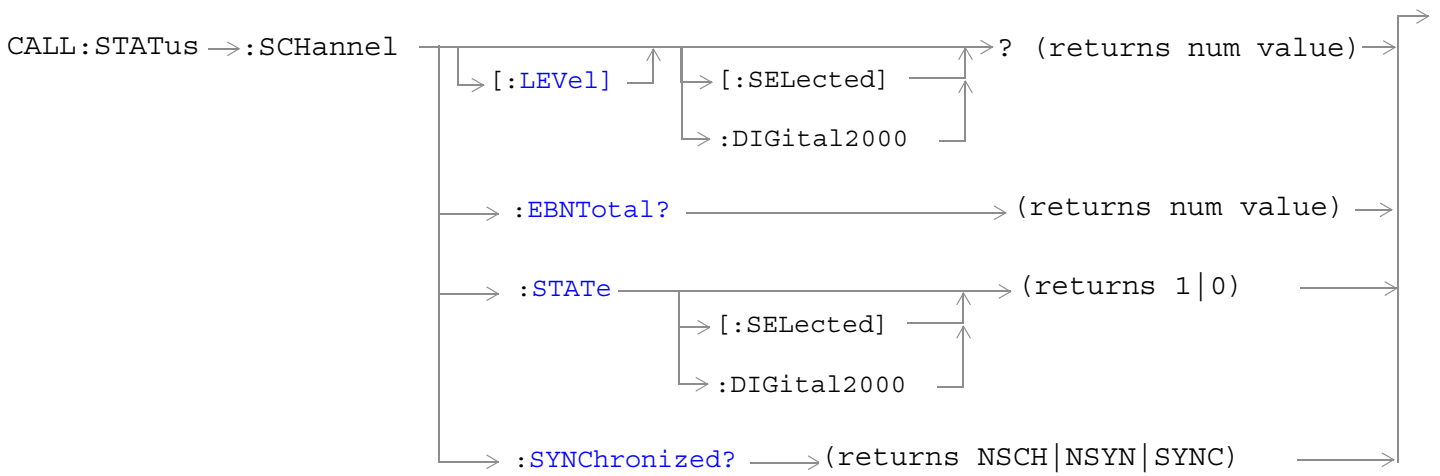 CALL:STATus :SCHannel ? (returns num value)
[:LEVel] [:SELected]
:DIGital2000
:EBNTotal? (returns num value)
:STATe (returns 1|0)
[:SELected]
:DIGital2000
:SYNChronized? (returns NSCH|NSYN|SYNC)